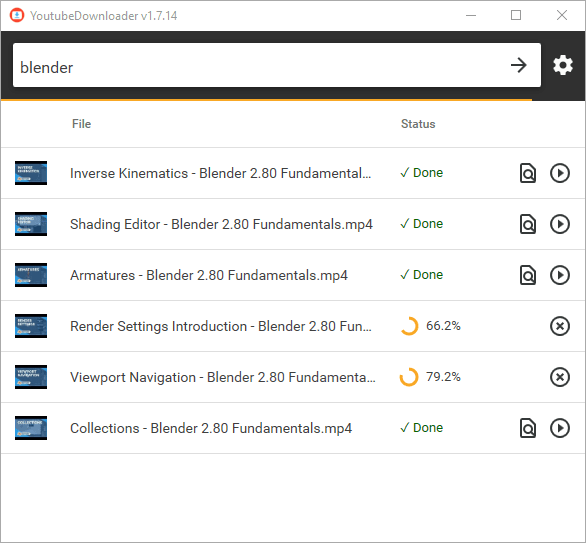 YoutubeDownloader v1.7.14
blender
File Status
Inverse Kinematics - Blender 2.80 Fundamental... ✓ Done
Shading Editor - Blender 2.80 Fundamentals.mp4 ✓ Done
Armatures - Blender 2.80 Fundamentals.mp4 ✓ Done
Render Settings Introduction - Blender 2.80 Fun... 66.2%
Viewport Navigation - Blender 2.80 Fundamenta... 79.2%
Collections - Blender 2.80 Fundamentals.mp4 ✓ Done